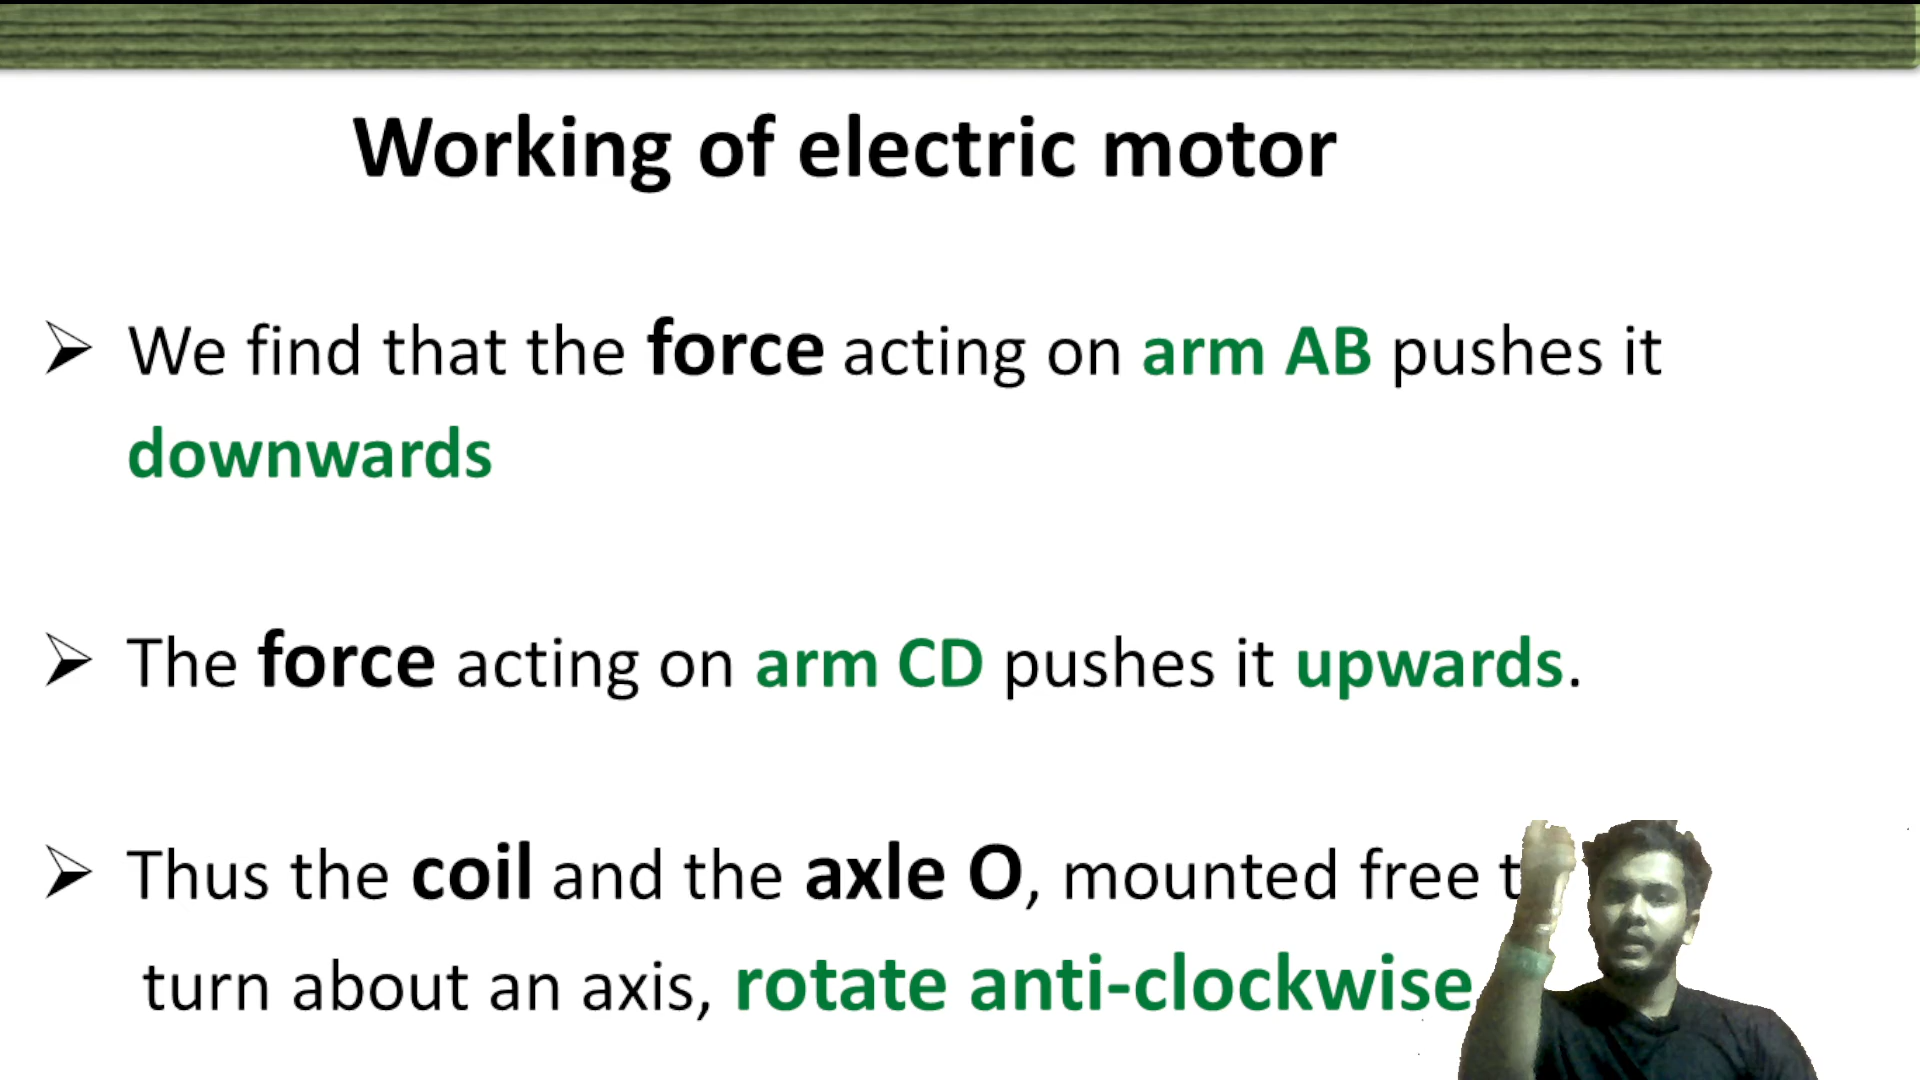 Working of electric motor
➢ We find that the force acting on arm AB pushes it
downwards
➢ The force acting on arm CD pushes it upwards.
➢ Thus the coil and the axle O, mounted free
turn about an axis, rotate anti-clockwise